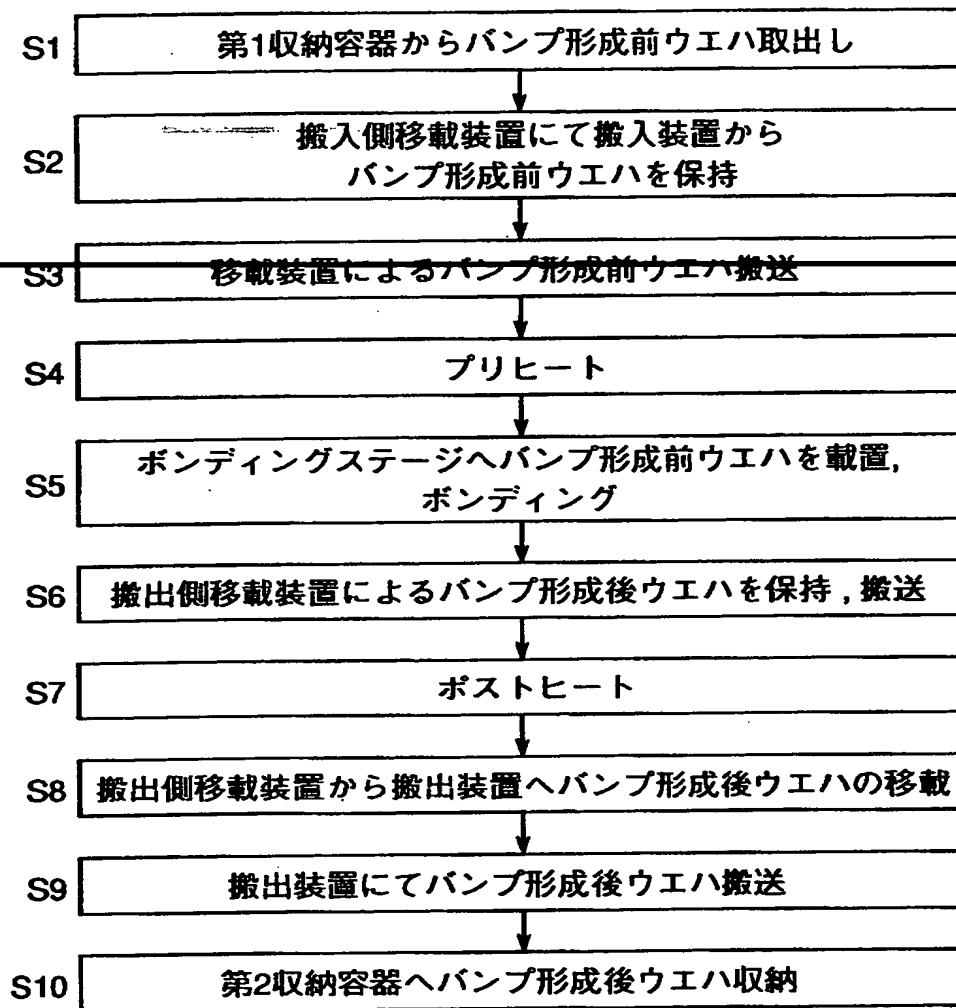 S1 第1収納容器からバンプ形成前ウエハ取出し
S2 搬入側移載装置にて搬入装置から
バンプ形成前ウエハを保持
S3 移載装置によるバンプ形成前ウエハ搬送
S4 プリヒート
S5 ボンディングステージへバンプ形成前ウエハを載置,
ボンディング
S6 搬出側移載装置によるバンプ形成後ウエハを保持,搬送
S7 ポストヒート
S8 搬出側移載装置から搬出装置へバンプ形成後ウエハの移載
S9 搬出装置にてバンプ形成後ウエハ搬送
S10 第2収納容器へバンプ形成後ウエハ収納